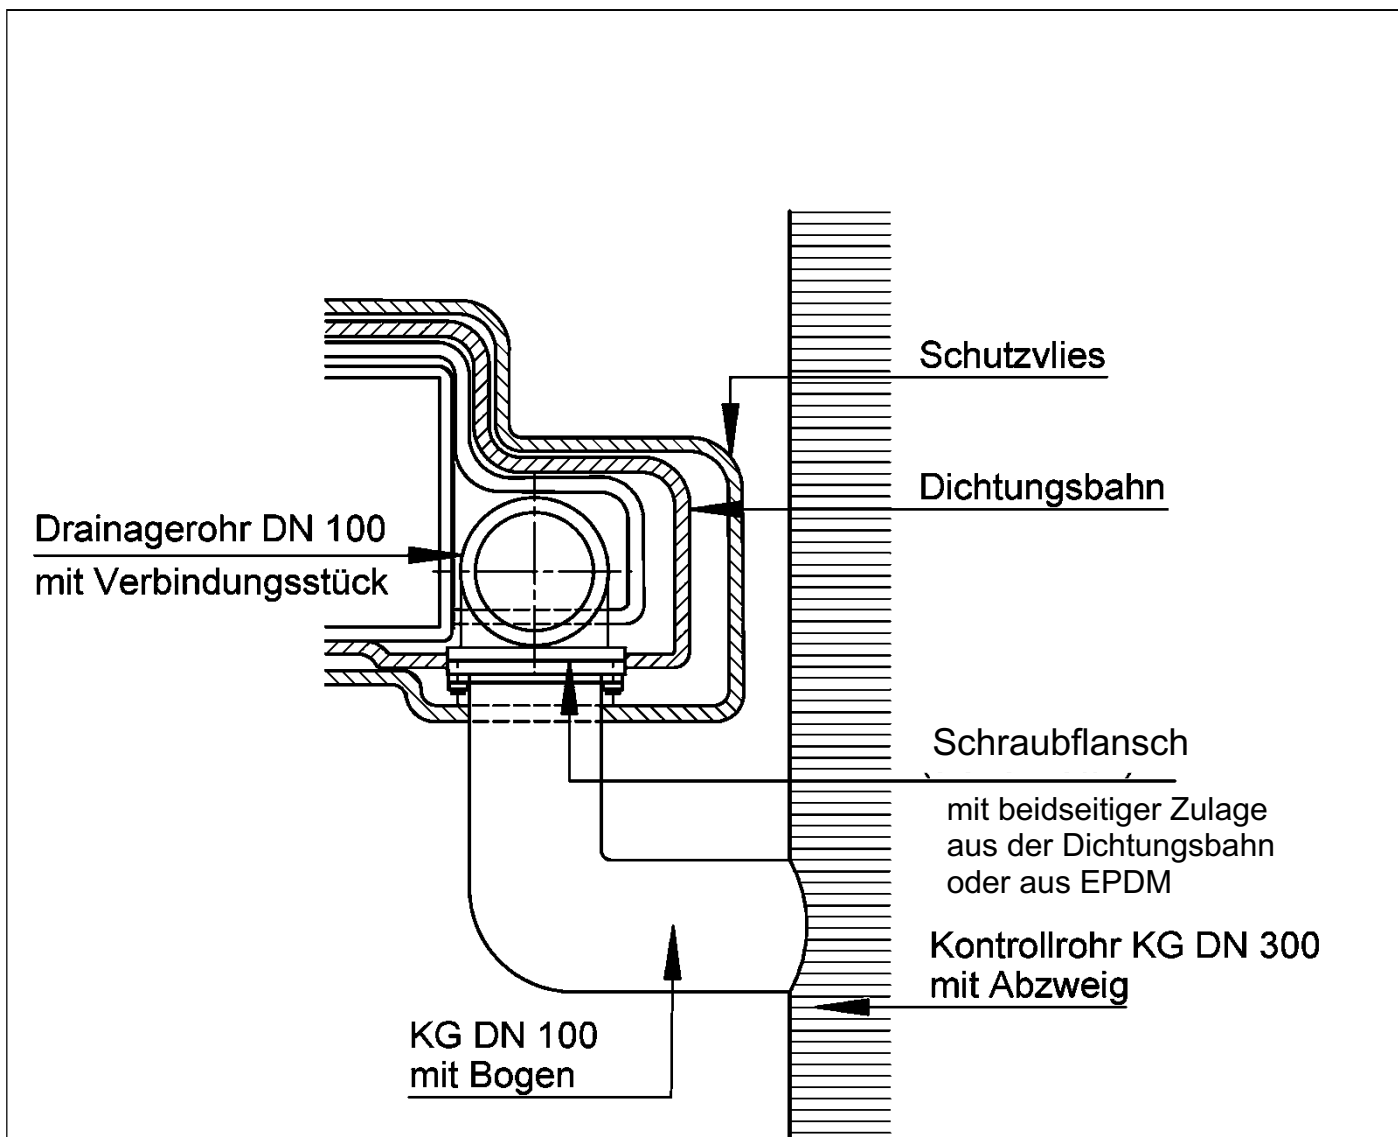 Schutzvlies
Dichtungsbahn
Drainagerohr DN 100
mit Verbindungsstück
Schraubflansch
mit beidseitiger Zulage
aus der Dichtungsbahn
oder aus EPDM
Kontrollrohr KG DN 300
mit Abzweig
KG DN 100
mit Bogen